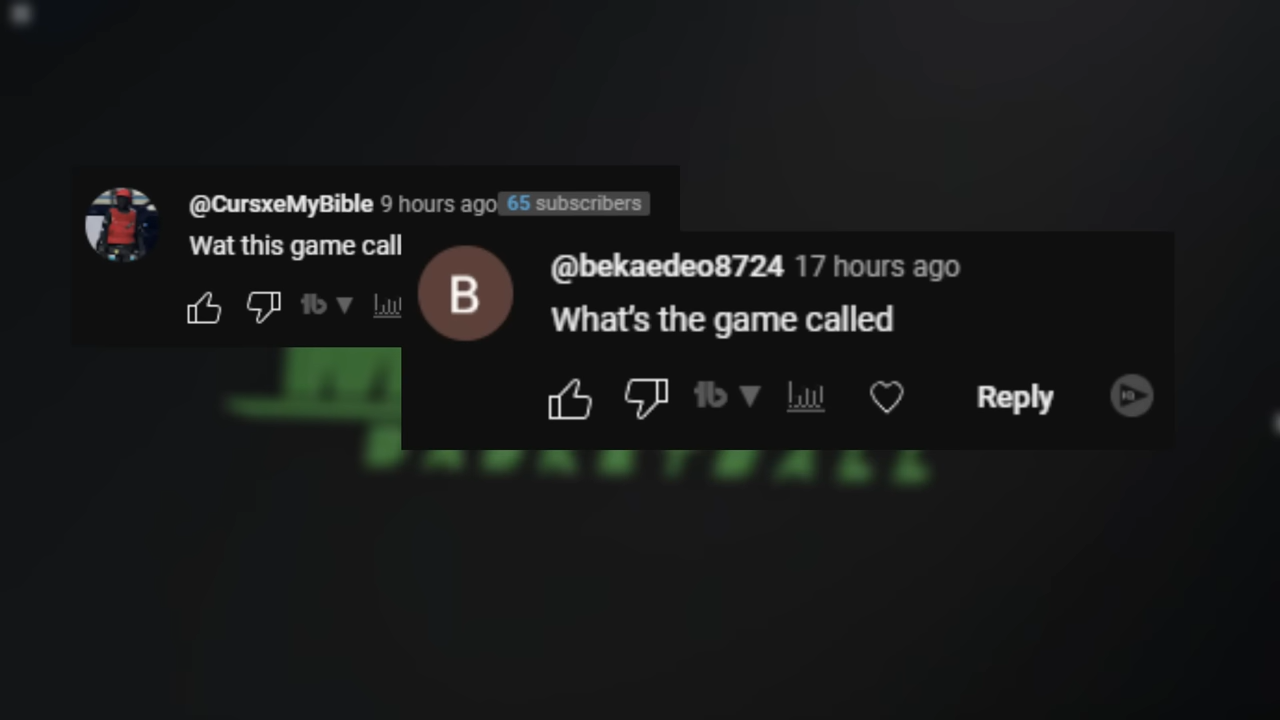 @CursxeMyBible 9 hours ago 65 subscribers
Wat this game call
B
@bekaedeo8724 17 hours ago
What's the game called
Reply
BASKETBALL